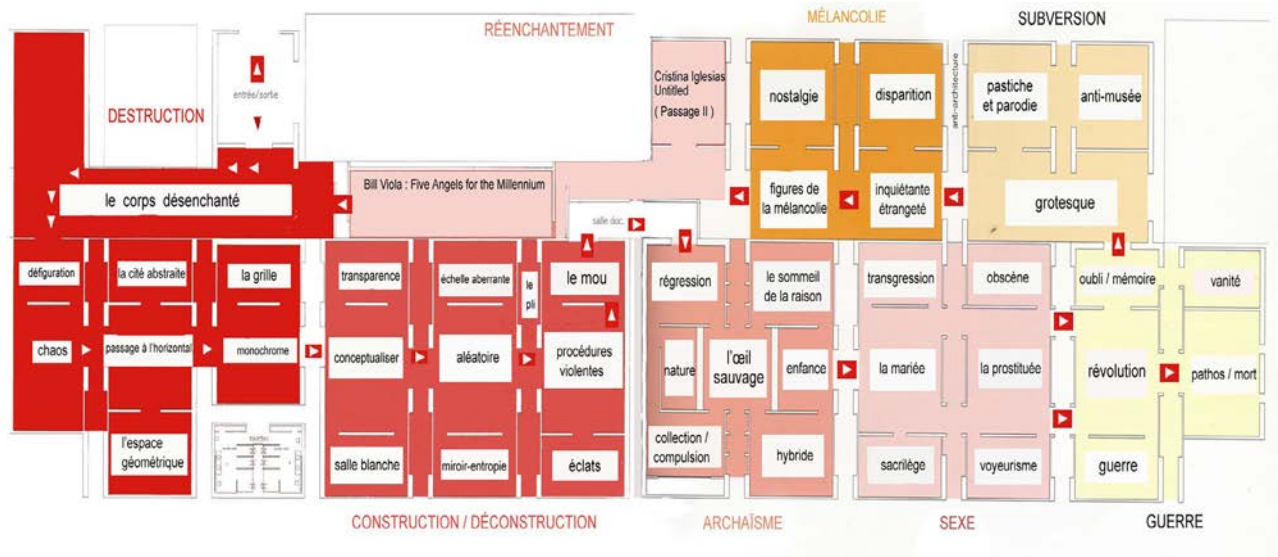 RÉENCHANTEMENT
MÉLANCOLIE
SUBVERSION
DESTRUCTION
entrée/sortie
Cristina Iglesias
Untitled
( Passage II )
nostalgie
disparition
anti-architecture
pastiche
et parodie
anti-musée
le corps désenchanté
Bill Viola : Five Angels for the Millennium
salle doc.
figures de
la mélancolie
inquiétante
étrangeté
grotesque
défiguration
la cité abstraite
la grille
transparence
échelle aberrante
le
pli
le mou
régression
le sommeil
de la raison
transgression
obscène
oubli / mémoire
vanité
chaos
passage à l'horizontal
monochrome
conceptualiser
aléatoire
procédures
violentes
nature
l'œil
sauvage
enfance
la mariée
la prostituée
révolution
pathos / mort
l'espace
géométrique
salle blanche
miroir-entropie
éclats
collection /
compulsion
hybride
sacrilège
voyeurisme
guerre
CONSTRUCTION / DÉCONSTRUCTION
ARCHAÏSME
SEXE
GUERRE